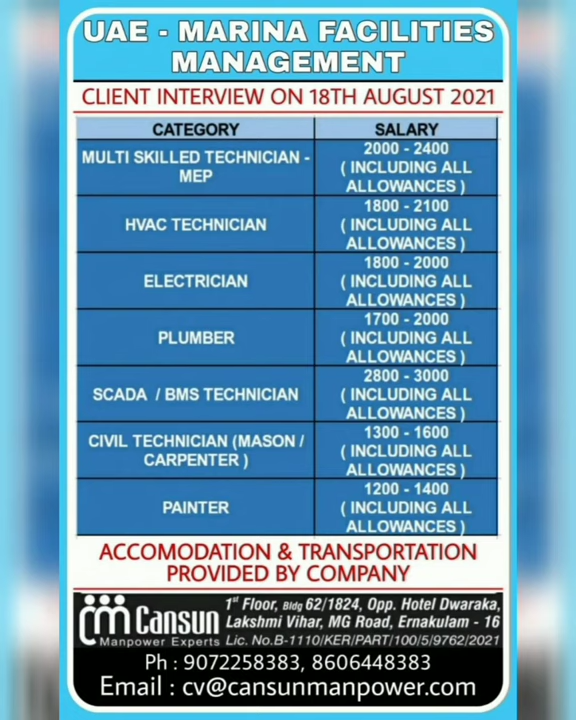 UAE - MARINA FACILITIES
MANAGEMENT
CLIENT INTERVIEW ON 18TH AUGUST 2021
CATEGORY
SALARY
MULTI SKILLED TECHNICIAN -
MEP
2000 - 2400
( INCLUDING ALL
ALLOWANCES )
HVAC TECHNICIAN
1800 - 2100
( INCLUDING ALL
ALLOWANCES )
ELECTRICIAN
1800 - 2000
( INCLUDING ALL
ALLOWANCES )
PLUMBER
1700 - 2000
( INCLUDING ALL
ALLOWANCES )
SCADA / BMS TECHNICIAN
2800 - 3000
( INCLUDING ALL
ALLOWANCES )
CIVIL TECHNICIAN (MASON /
CARPENTER )
1300 - 1600
( INCLUDING ALL
ALLOWANCES )
PAINTER
1200 - 1400
( INCLUDING ALL
ALLOWANCES )
ACCOMODATION & TRANSPORTATION
PROVIDED BY COMPANY
Cansun
Manpower Experts
1st Floor, Bldg 62/1824, Opp. Hotel Dwaraka,
Lakshmi Vihar, MG Road, Ernakulam - 16
Lic. No.B-1110/KER/PART/100/5/9762/2021
Ph : 9072258383, 8606448383
Email : cv@cansunmanpower.com